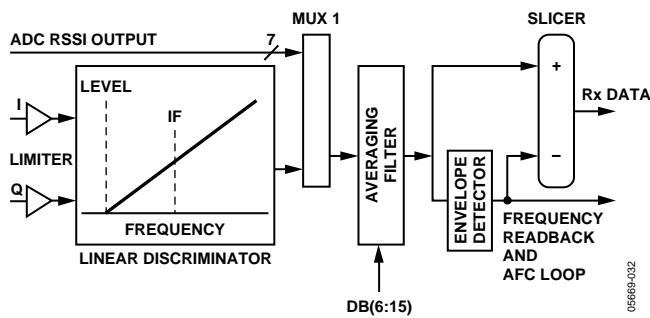 MUX 1
SLICER
ADC RSSI OUTPUT
7
LEVEL
IF
I
LIMITER
Q
FREQUENCY
LINEAR DISCRIMINATOR
AVERAGING
FILTER
DB(6:15)
ENVELOPE
DETECTOR
+
–
Rx DATA
FREQUENCY
READBACK
AND
AFC LOOP
05669-032